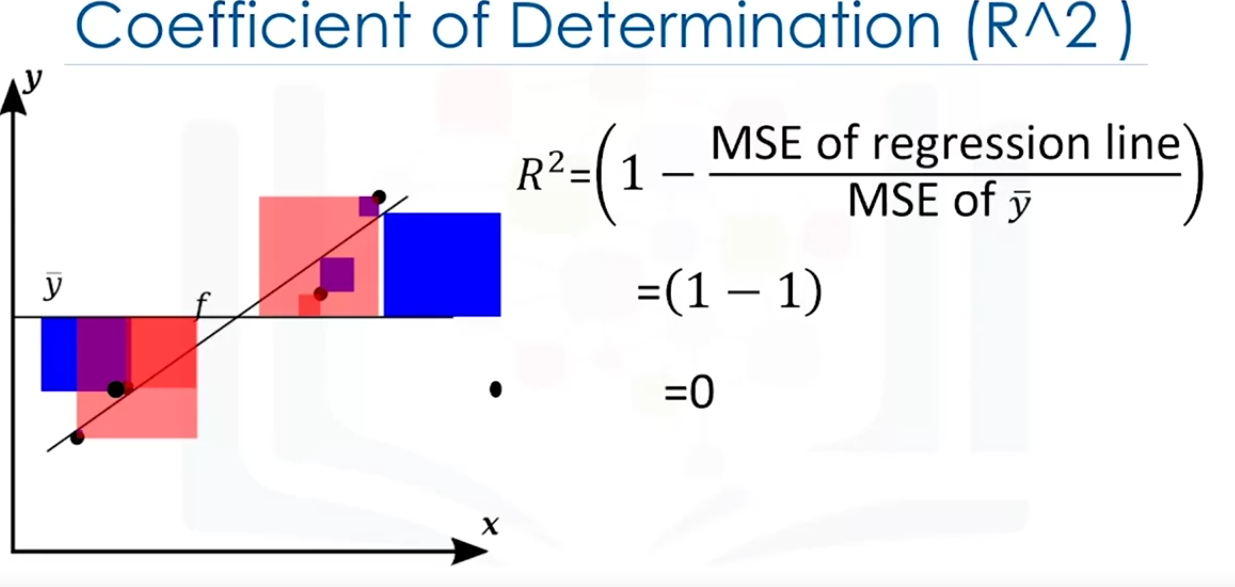 Coefficient of Determination (R^2 )
y
R²=(1 − MSE of regression line / MSE of ȳ)
ȳ
f
=(1 − 1)
=0
x